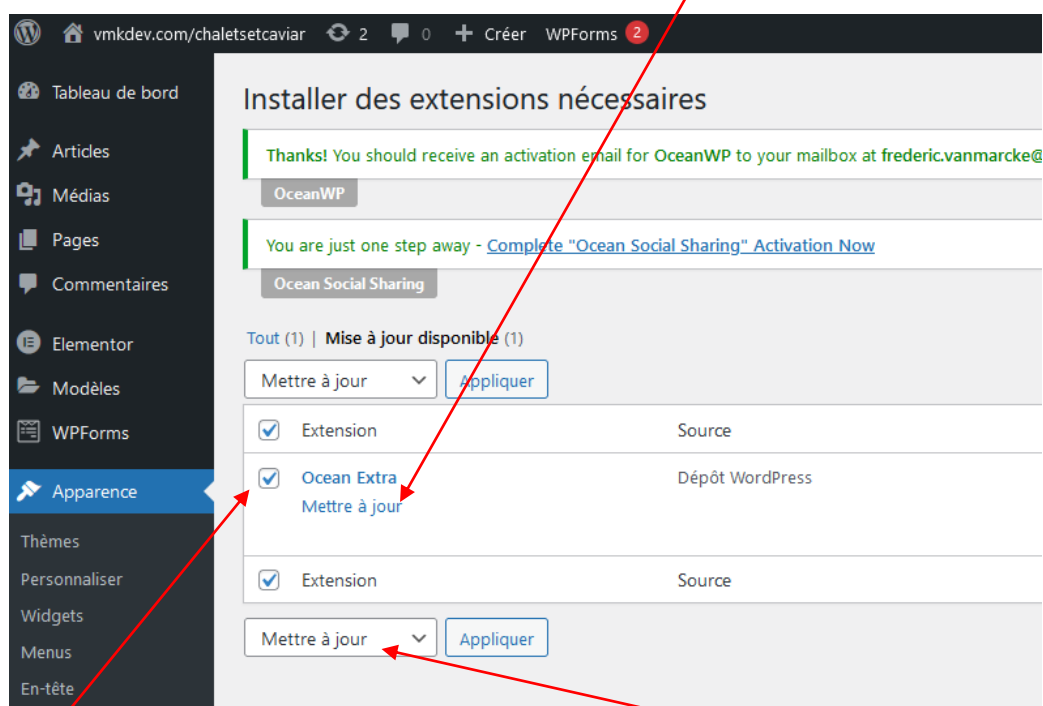 vmkdev.com/chaletsetcaviar 2 0 + Créer WPForms 2
Tableau de bord
Articles
Médias
Pages
Commentaires
Elementor
Modèles
WPForms
Apparence
Thèmes
Personnaliser
Widgets
Menus
En-tête
Installer des extensions nécessaires
Thanks! You should receive an activation email for OceanWP to your mailbox at frederic.vanmarcke@
OceanWP
You are just one step away - Complete "Ocean Social Sharing" Activation Now
Ocean Social Sharing
Tout (1) | Mise à jour disponible (1)
Mettre à jour Appliquer
Extension Source
Ocean Extra Dépôt WordPress
Mettre à jour
Extension Source
Mettre à jour Appliquer